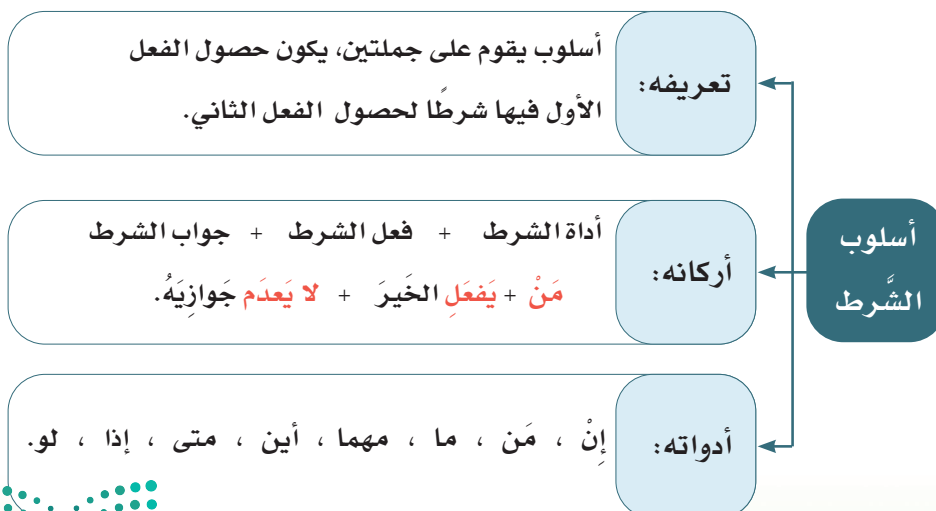 أسلوب
الشَّرط
تعريفه:
أسلوب يقوم على جملتين، يكون حصول الفعل
الأول فيها شرطًا لحصول الفعل الثاني.
أركانه:
أداة الشرط + فعل الشرط + جواب الشرط
مَنْ + يَفعَلِ الخَيرَ + لا يَعدَم جَوازِيَهُ.
أدواته:
إِنْ ، مَن ، ما ، مهما ، أين ، متى ، إذا ، لو.